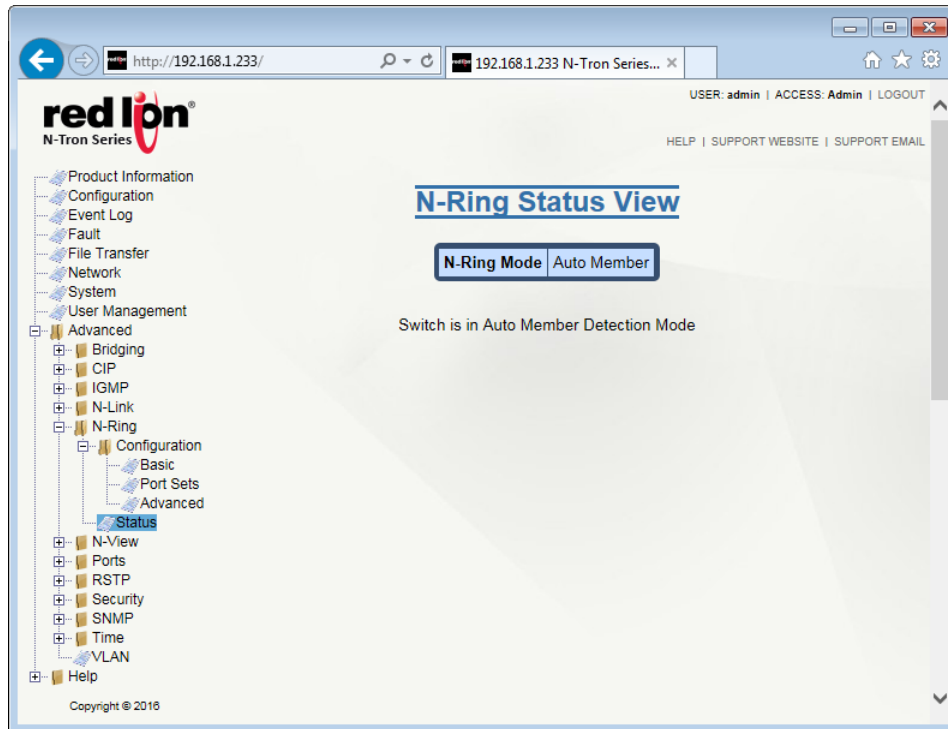 http://192.168.1.233/
192.168.1.233 N-Tron Series...
USER: admin | ACCESS: Admin | LOGOUT
red lion®
N-Tron Series
HELP | SUPPORT WEBSITE | SUPPORT EMAIL
Product Information
Configuration
Event Log
Fault
File Transfer
Network
System
User Management
Advanced
Bridging
CIP
IGMP
N-Link
N-Ring
Configuration
Basic
Port Sets
Advanced
Status
N-View
Ports
RSTP
Security
SNMP
Time
VLAN
Help
Copyright © 2016
N-Ring Status View
N-Ring Mode Auto Member
Switch is in Auto Member Detection Mode